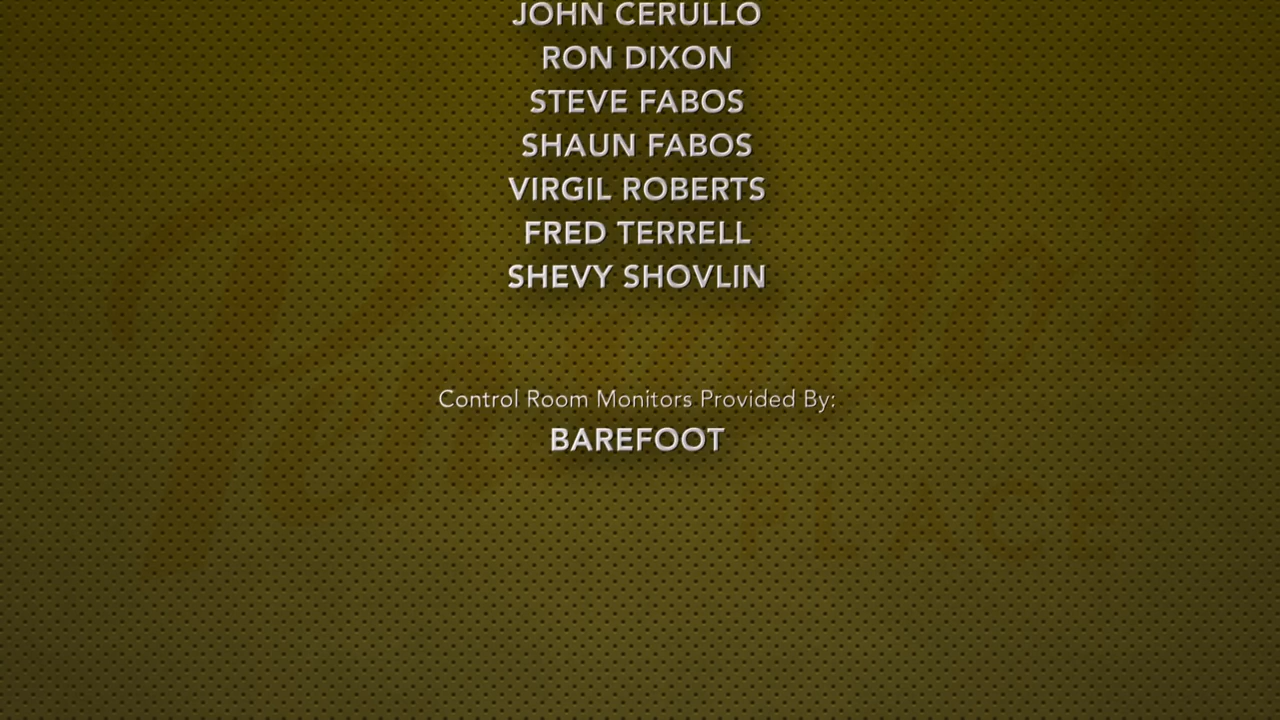 JOHN CERULLO
RON DIXON
STEVE FABOS
SHAUN FABOS
VIRGIL ROBERTS
FRED TERRELL
SHEVY SHOVLIN
Control Room Monitors Provided By:
BAREFOOT
PLACE